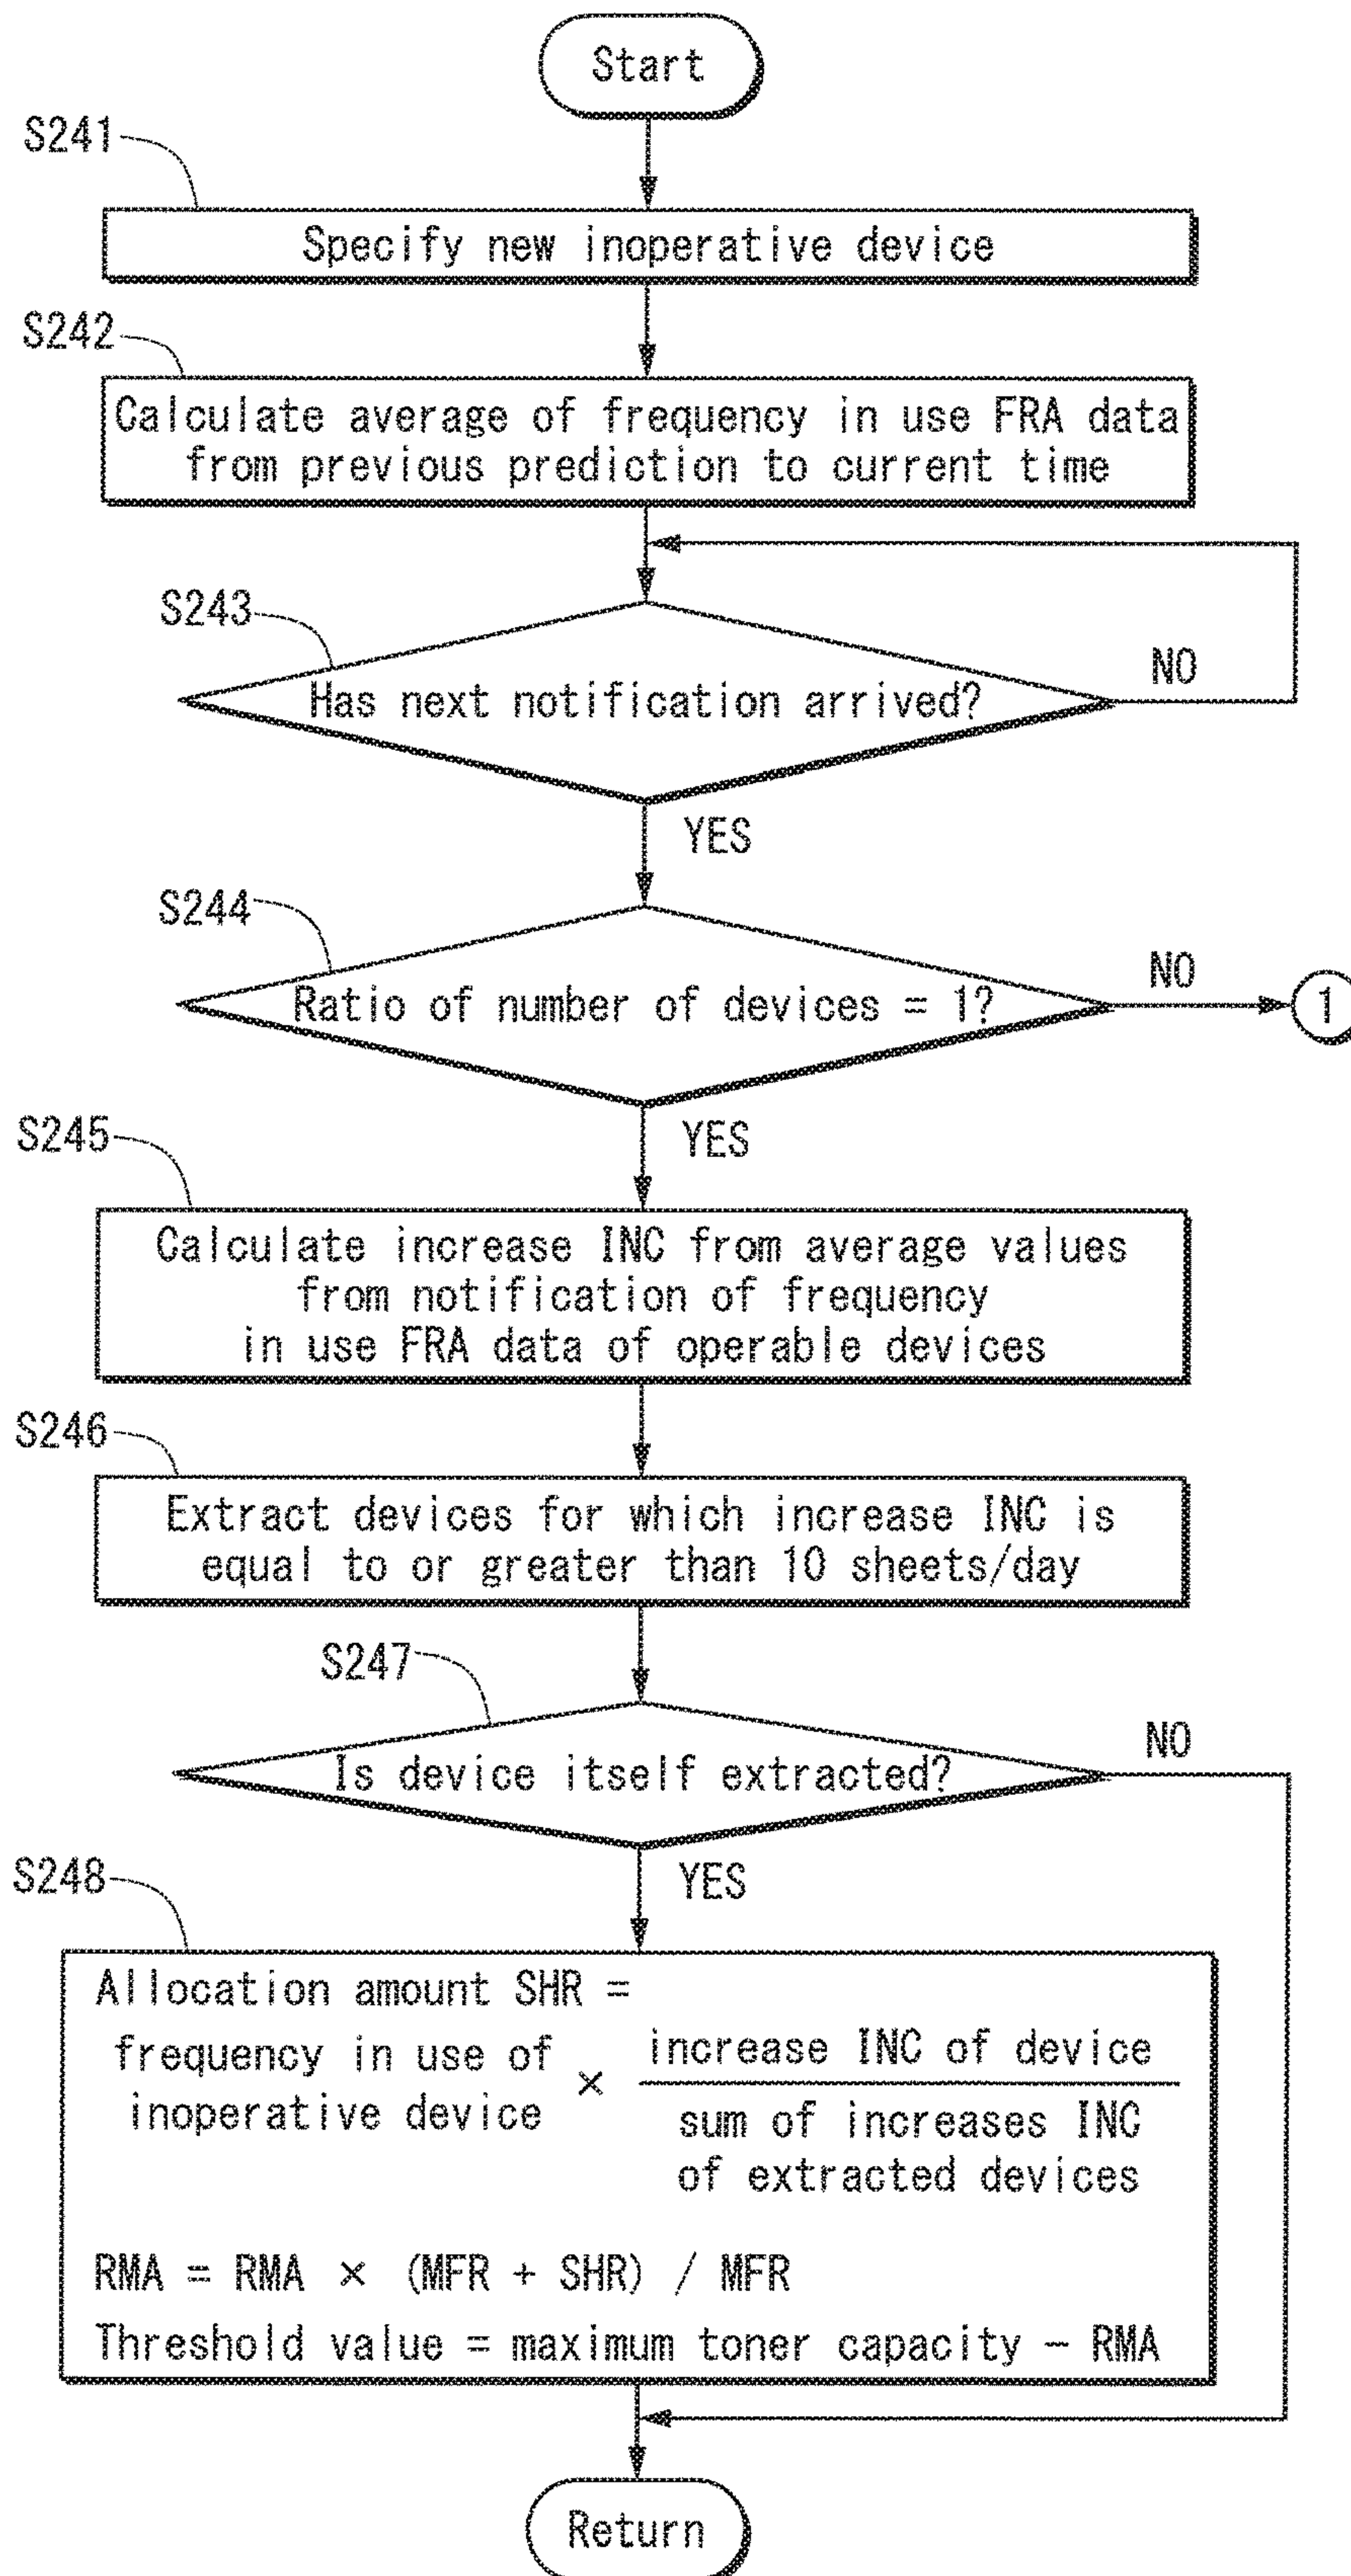 Start
S241
Specify new inoperative device
S242
Calculate average of frequency in use FRA data
from previous prediction to current time
S243
Has next notification arrived?
NO
YES
S244
Ratio of number of devices = 1?
NO
1
YES
S245
Calculate increase INC from average values
from notification of frequency
in use FRA data of operable devices
S246
Extract devices for which increase INC is
equal to or greater than 10 sheets/day
S247
Is device itself extracted?
NO
YES
S248
Allocation amount SHR =
frequency in use of
inoperative device
×
increase INC of device
sum of increases INC
of extracted devices
RMA = RMA × (MFR + SHR) / MFR
Threshold value = maximum toner capacity − RMA
Return